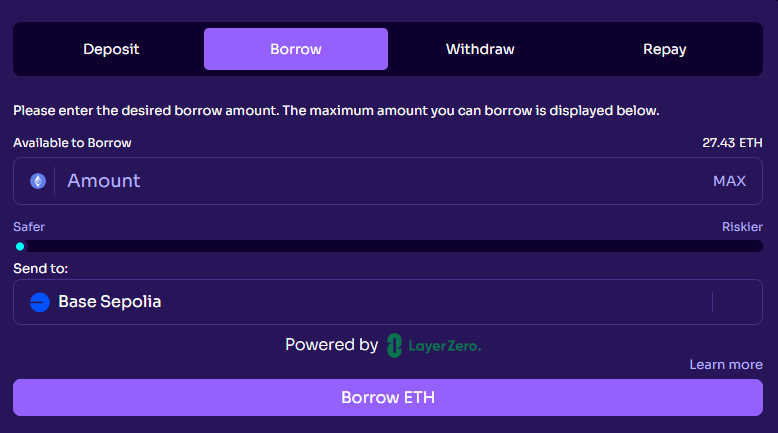 Deposit Borrow Withdraw Repay
Please enter the desired borrow amount. The maximum amount you can borrow is displayed below.
Available to Borrow 27.43 ETH
Amount MAX
Safer Riskier
Send to:
Base Sepolia
Powered by LayerZero.
Learn more
Borrow ETH